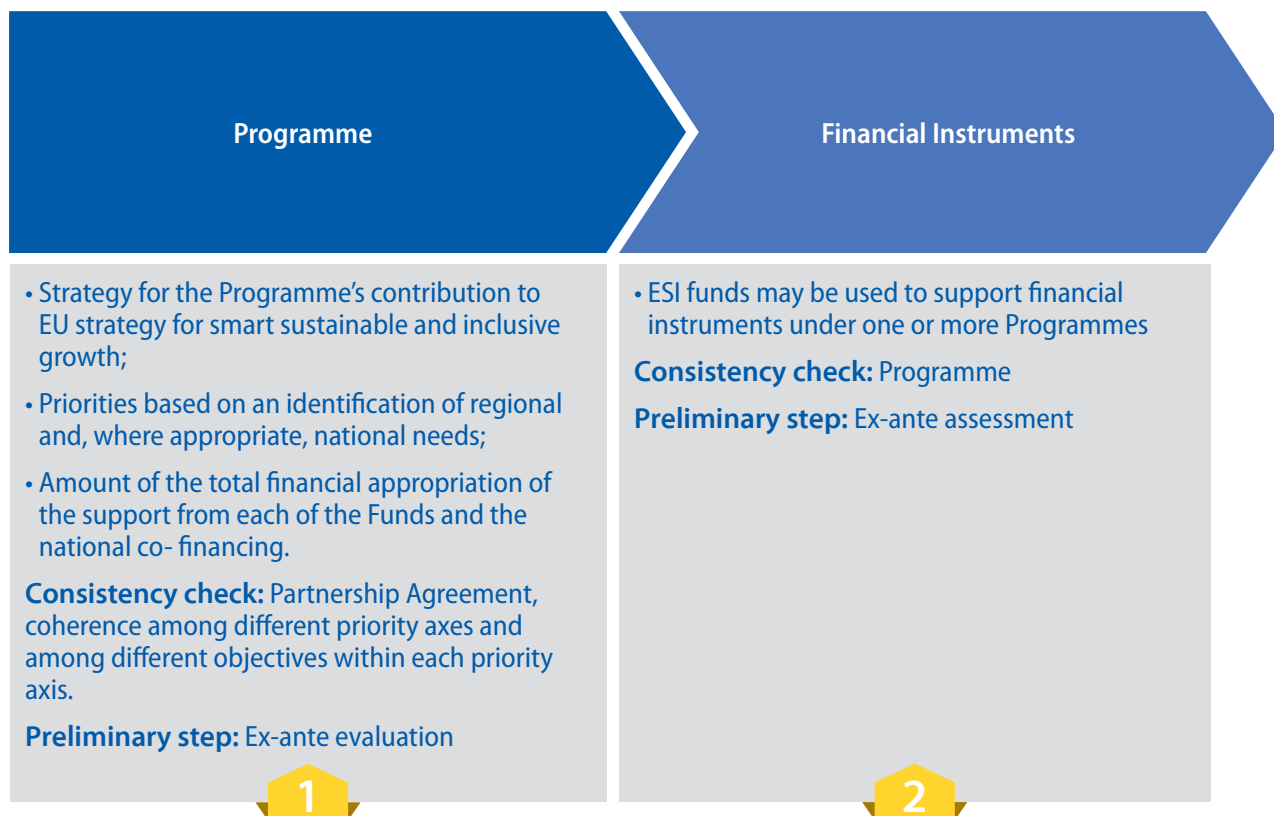 Programme
Financial Instruments
• Strategy for the Programme’s contribution to
EU strategy for smart sustainable and inclusive
growth;
• Priorities based on an identification of regional
and, where appropriate, national needs;
• Amount of the total financial appropriation of
the support from each of the Funds and the
national co- financing.
Consistency check: Partnership Agreement,
coherence among different priority axes and
among different objectives within each priority
axis.
Preliminary step: Ex-ante evaluation
1
• ESI funds may be used to support financial
instruments under one or more Programmes
Consistency check: Programme
Preliminary step: Ex-ante assessment
2